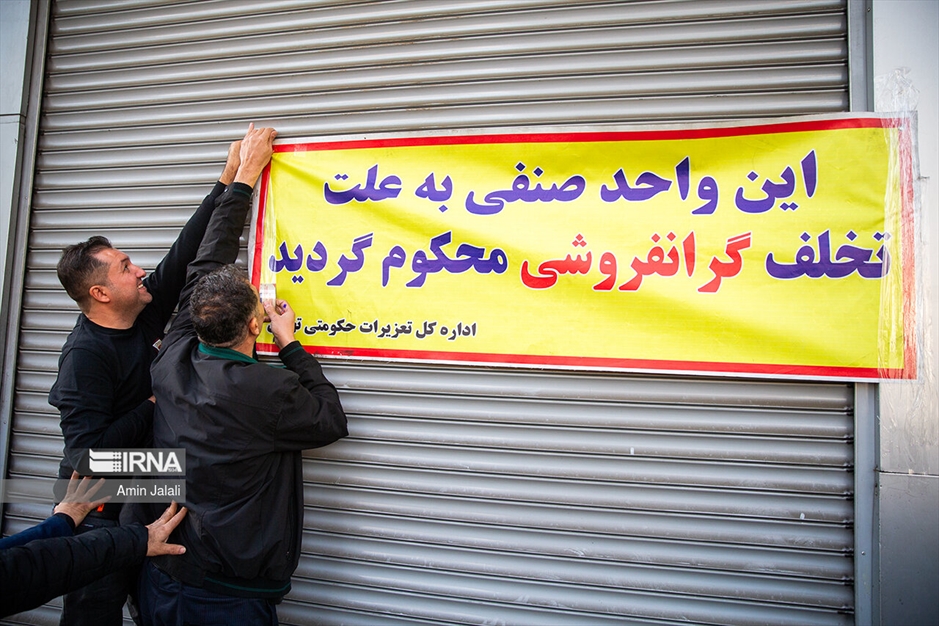 این واحد صنفی به علت
تخلف گرانفروشی محکوم گردید
اداره کل تعزیرات حکومتی
IRNA
Amin Jalali